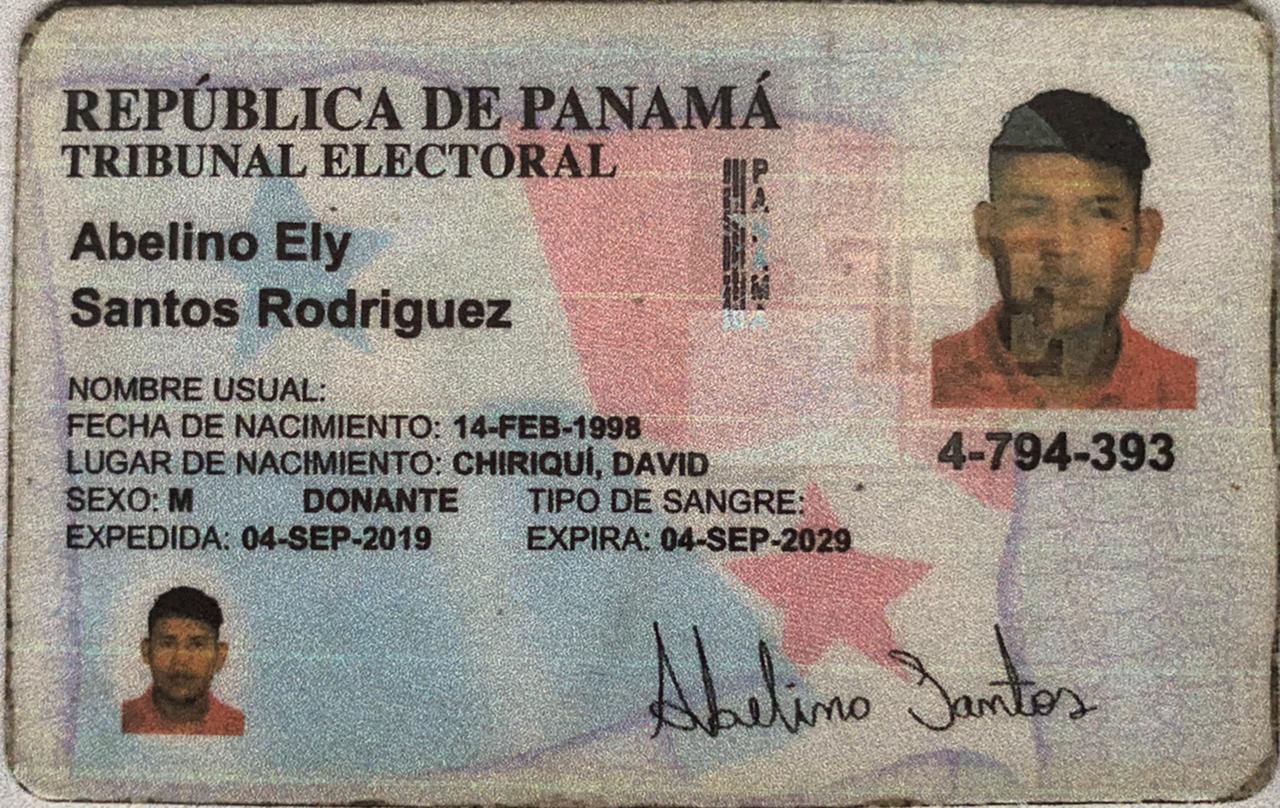 REPÚBLICA DE PANAMÁ
TRIBUNAL ELECTORAL
PANAMA
Abelino Ely
Santos Rodriguez
NOMBRE USUAL:
FECHA DE NACIMIENTO: 14-FEB-1998
LUGAR DE NACIMIENTO: CHIRIQUÍ, DAVID
SEXO: M DONANTE TIPO DE SANGRE:
EXPEDIDA: 04-SEP-2019 EXPIRA: 04-SEP-2029
4-794-393
Abelino Santos